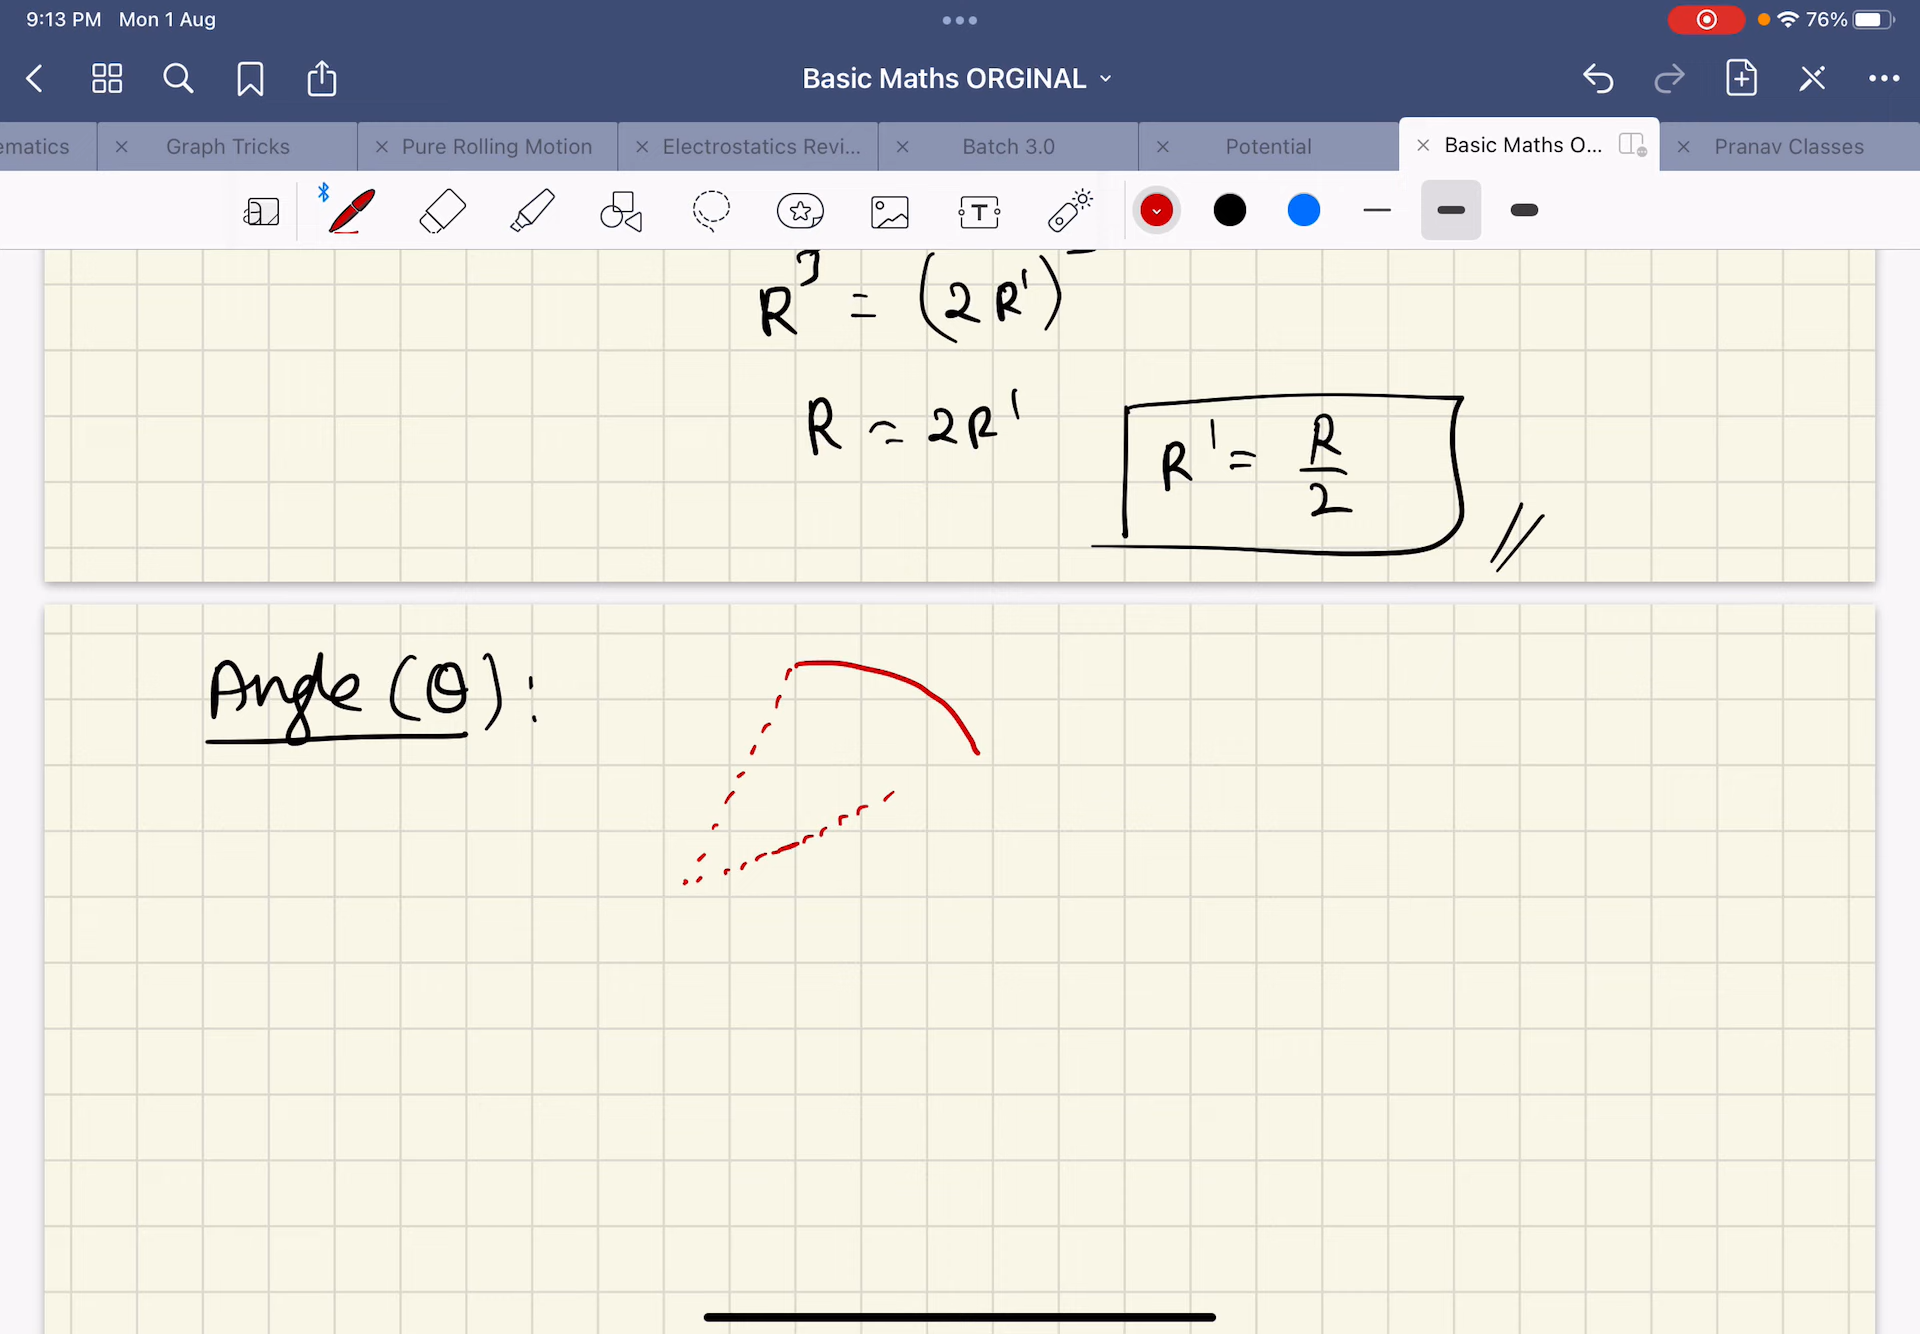 9:13 PM Mon 1 Aug 76%
Basic Maths ORGINAL
ematics Graph Tricks Pure Rolling Motion Electrostatics Revi... Batch 3.0 Potential Basic Maths O... Pranav Classes
a T
R³ = (2R')
R = 2R'
R' = R/2
Angle (θ) :